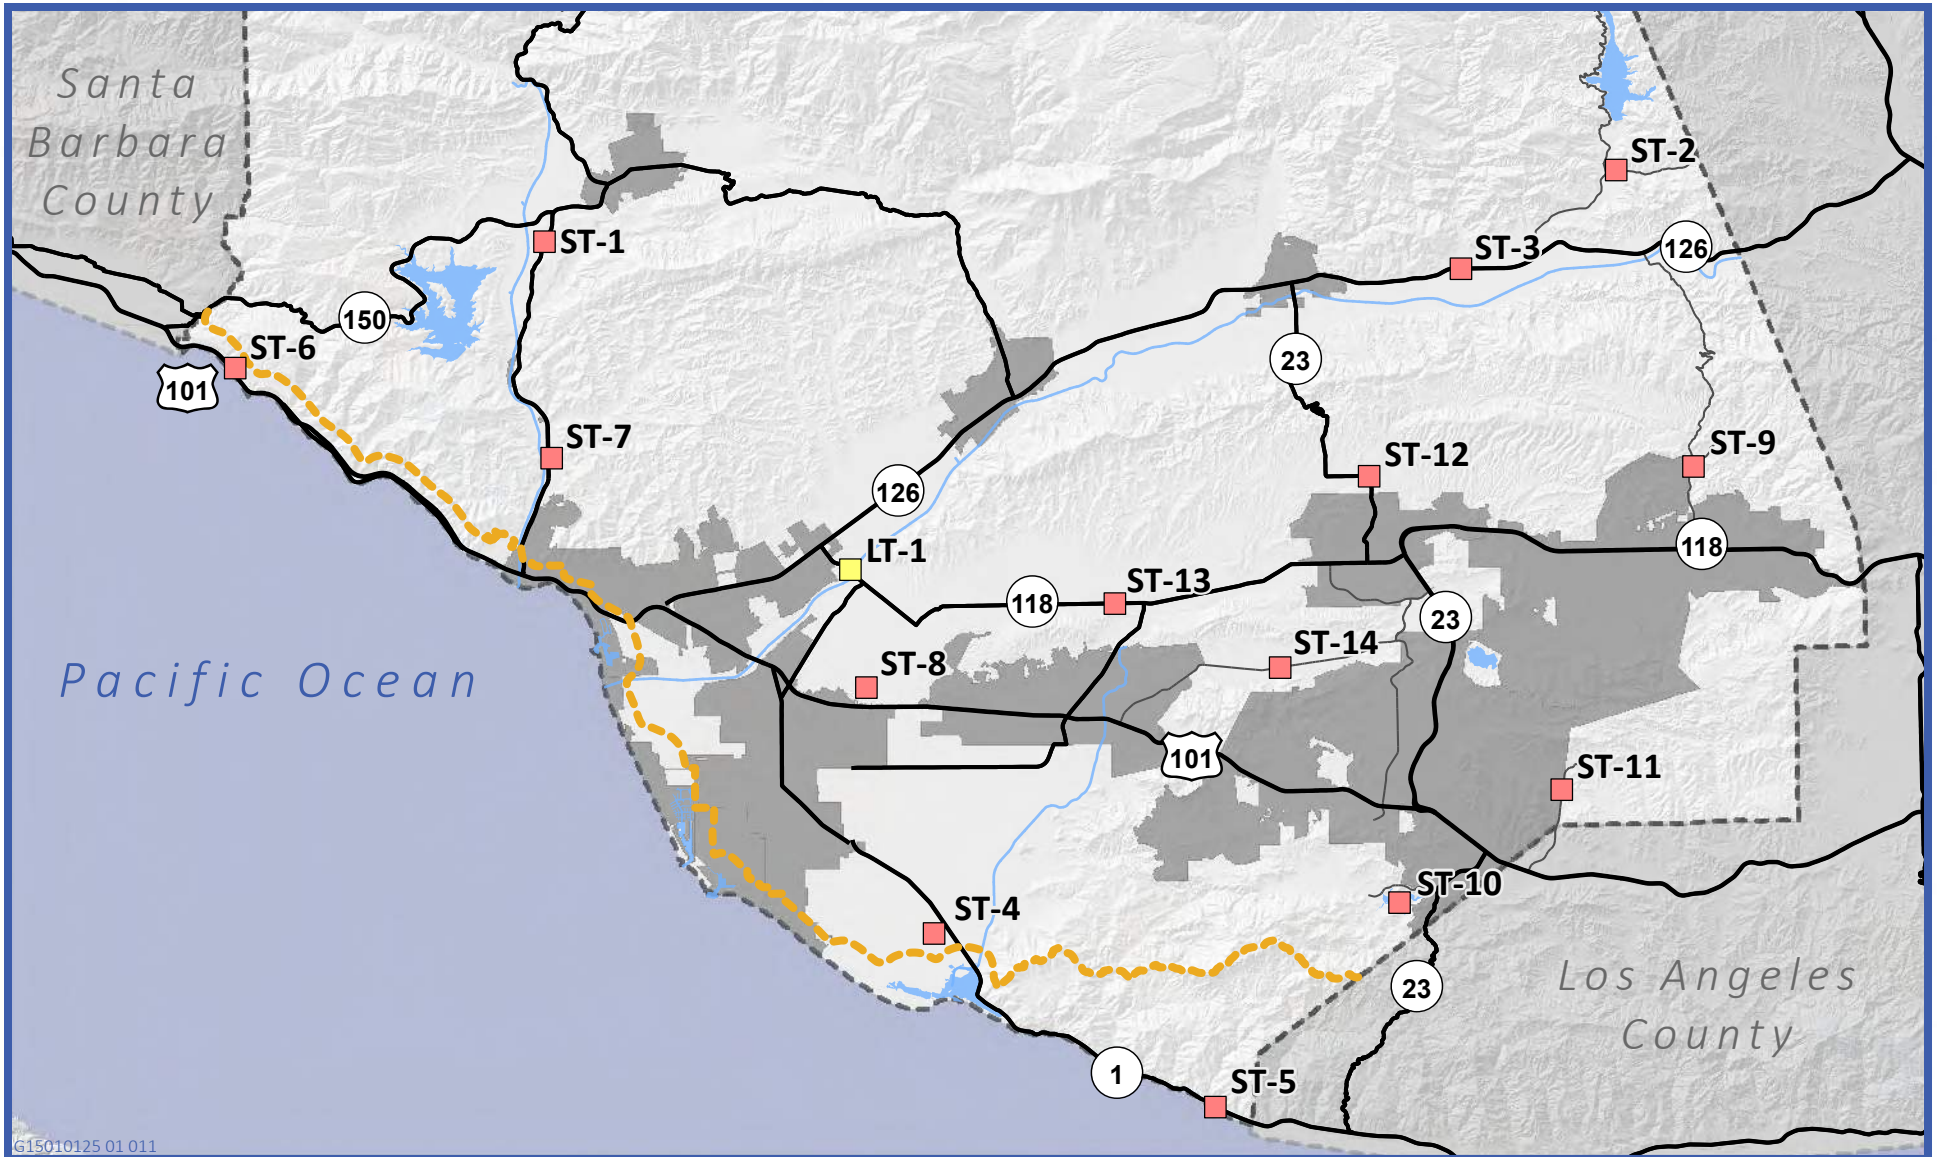 Santa
Barbara
County
ST-2
ST-1
ST-3
126
150
ST-6
101
23
ST-7
ST-12
ST-9
126
118
LT-1
ST-13
118
23
ST-14
ST-8
Pacific Ocean
101
ST-11
ST-10
ST-4
23
Los Angeles
County
1
ST-5
G15010125 01 011